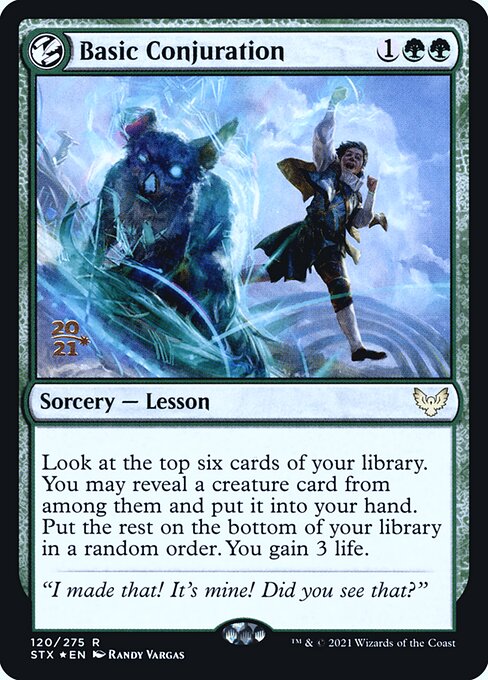 Basic Conjuration 1
20
21
Sorcery — Lesson
Look at the top six cards of your library.
You may reveal a creature card from
among them and put it into your hand.
Put the rest on the bottom of your library
in a random order. You gain 3 life.
“I made that! It’s mine! Did you see that?”
120/275 R
STX ★ EN Randy Vargas
™ & © 2021 Wizards of the Coast